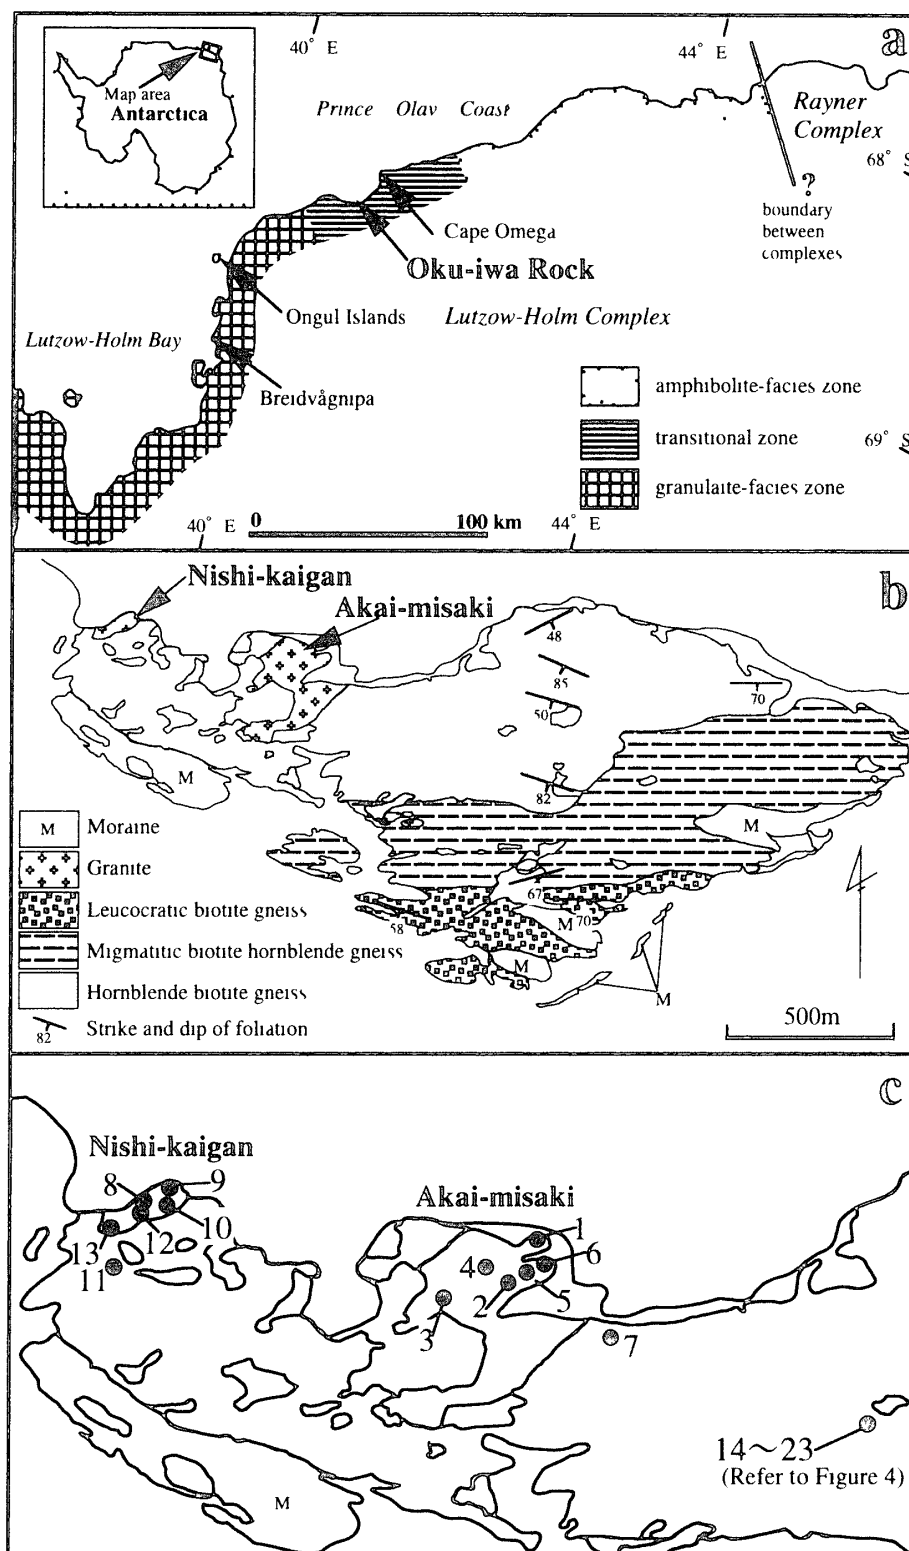 a
40° E
44° E
Map area
Antarctica
Prince Olav Coast
Rayner
Complex
68° S
?
boundary
between
complexes
Cape Omega
Oku-iwa Rock
Ongul Islands
Lutzow-Holm Complex
Lutzow-Holm Bay
Breidvågnipa
amphibolite-facies zone
transitional zone
69° S
granulaite-facies zone
40° E
0
100 km
44° E
b
Nishi-kaigan
Akai-misaki
48
85
50
70
82
M
M
M Moraine
Granite
Leucocratic biotite gneiss
Migmatitic biotite hornblende gneiss
Hornblende biotite gneiss
82 Strike and dip of foliation
67
58
M
70
M
M
500m
c
Nishi-kaigan
8
9
10
12
13
11
Akai-misaki
1
6
4
2
5
3
7
14～23
(Refer to Figure 4)
M